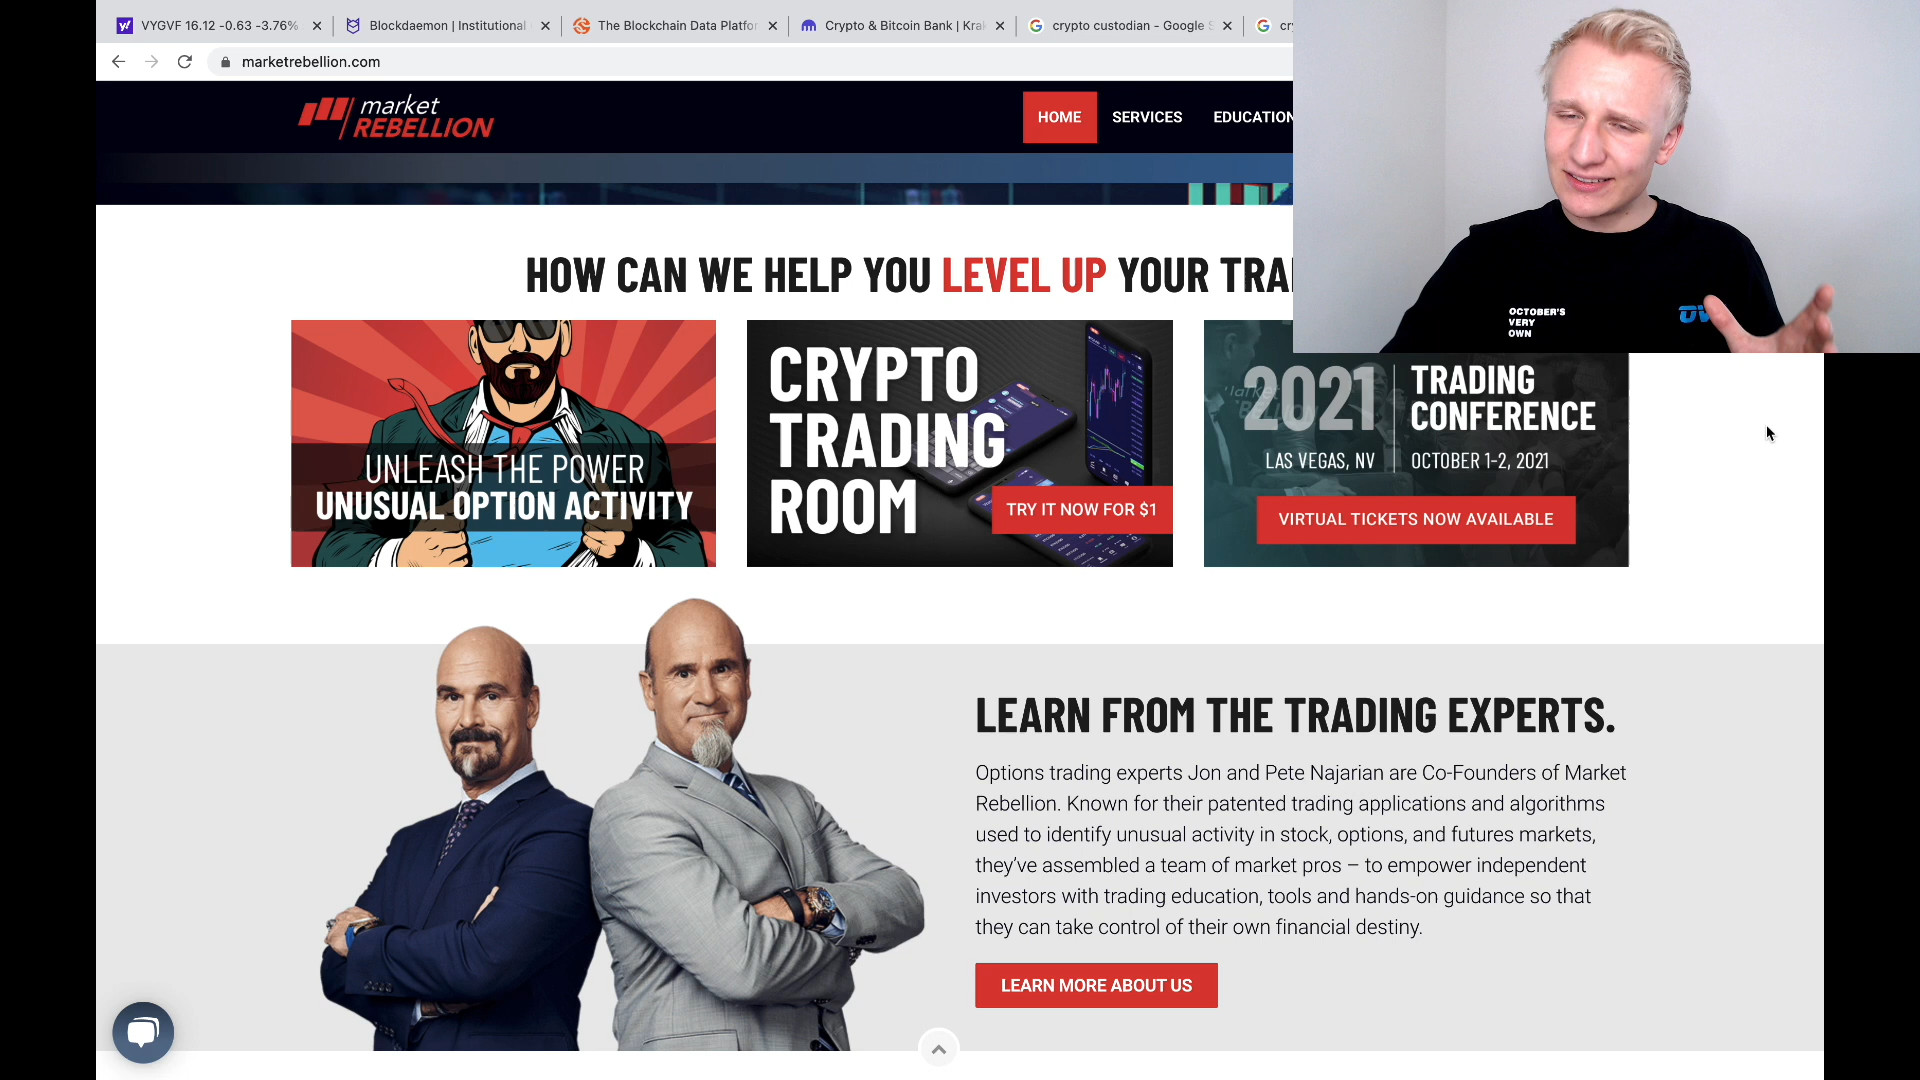 VYGVF 16.12 -0.63 -3.76%
Blockdaemon | Institutional
The Blockchain Data Platfor
Crypto & Bitcoin Bank | Kra
crypto custodian - Google S
marketrebellion.com
market
REBELLION
HOME
SERVICES
EDUCATION
HOW CAN WE HELP YOU LEVEL UP YOUR TRA
OCTOBER'S
VERY
OWN
UNLEASH THE POWER
UNUSUAL OPTION ACTIVITY
CRYPTO
TRADING
ROOM
TRY IT NOW FOR $1
2021
TRADING
CONFERENCE
LAS VEGAS, NV
OCTOBER 1-2, 2021
VIRTUAL TICKETS NOW AVAILABLE
LEARN FROM THE TRADING EXPERTS.
Options trading experts Jon and Pete Najarian are Co-Founders of Market
Rebellion. Known for their patented trading applications and algorithms
used to identify unusual activity in stock, options, and futures markets,
they've assembled a team of market pros – to empower independent
investors with trading education, tools and hands-on guidance so that
they can take control of their own financial destiny.
LEARN MORE ABOUT US